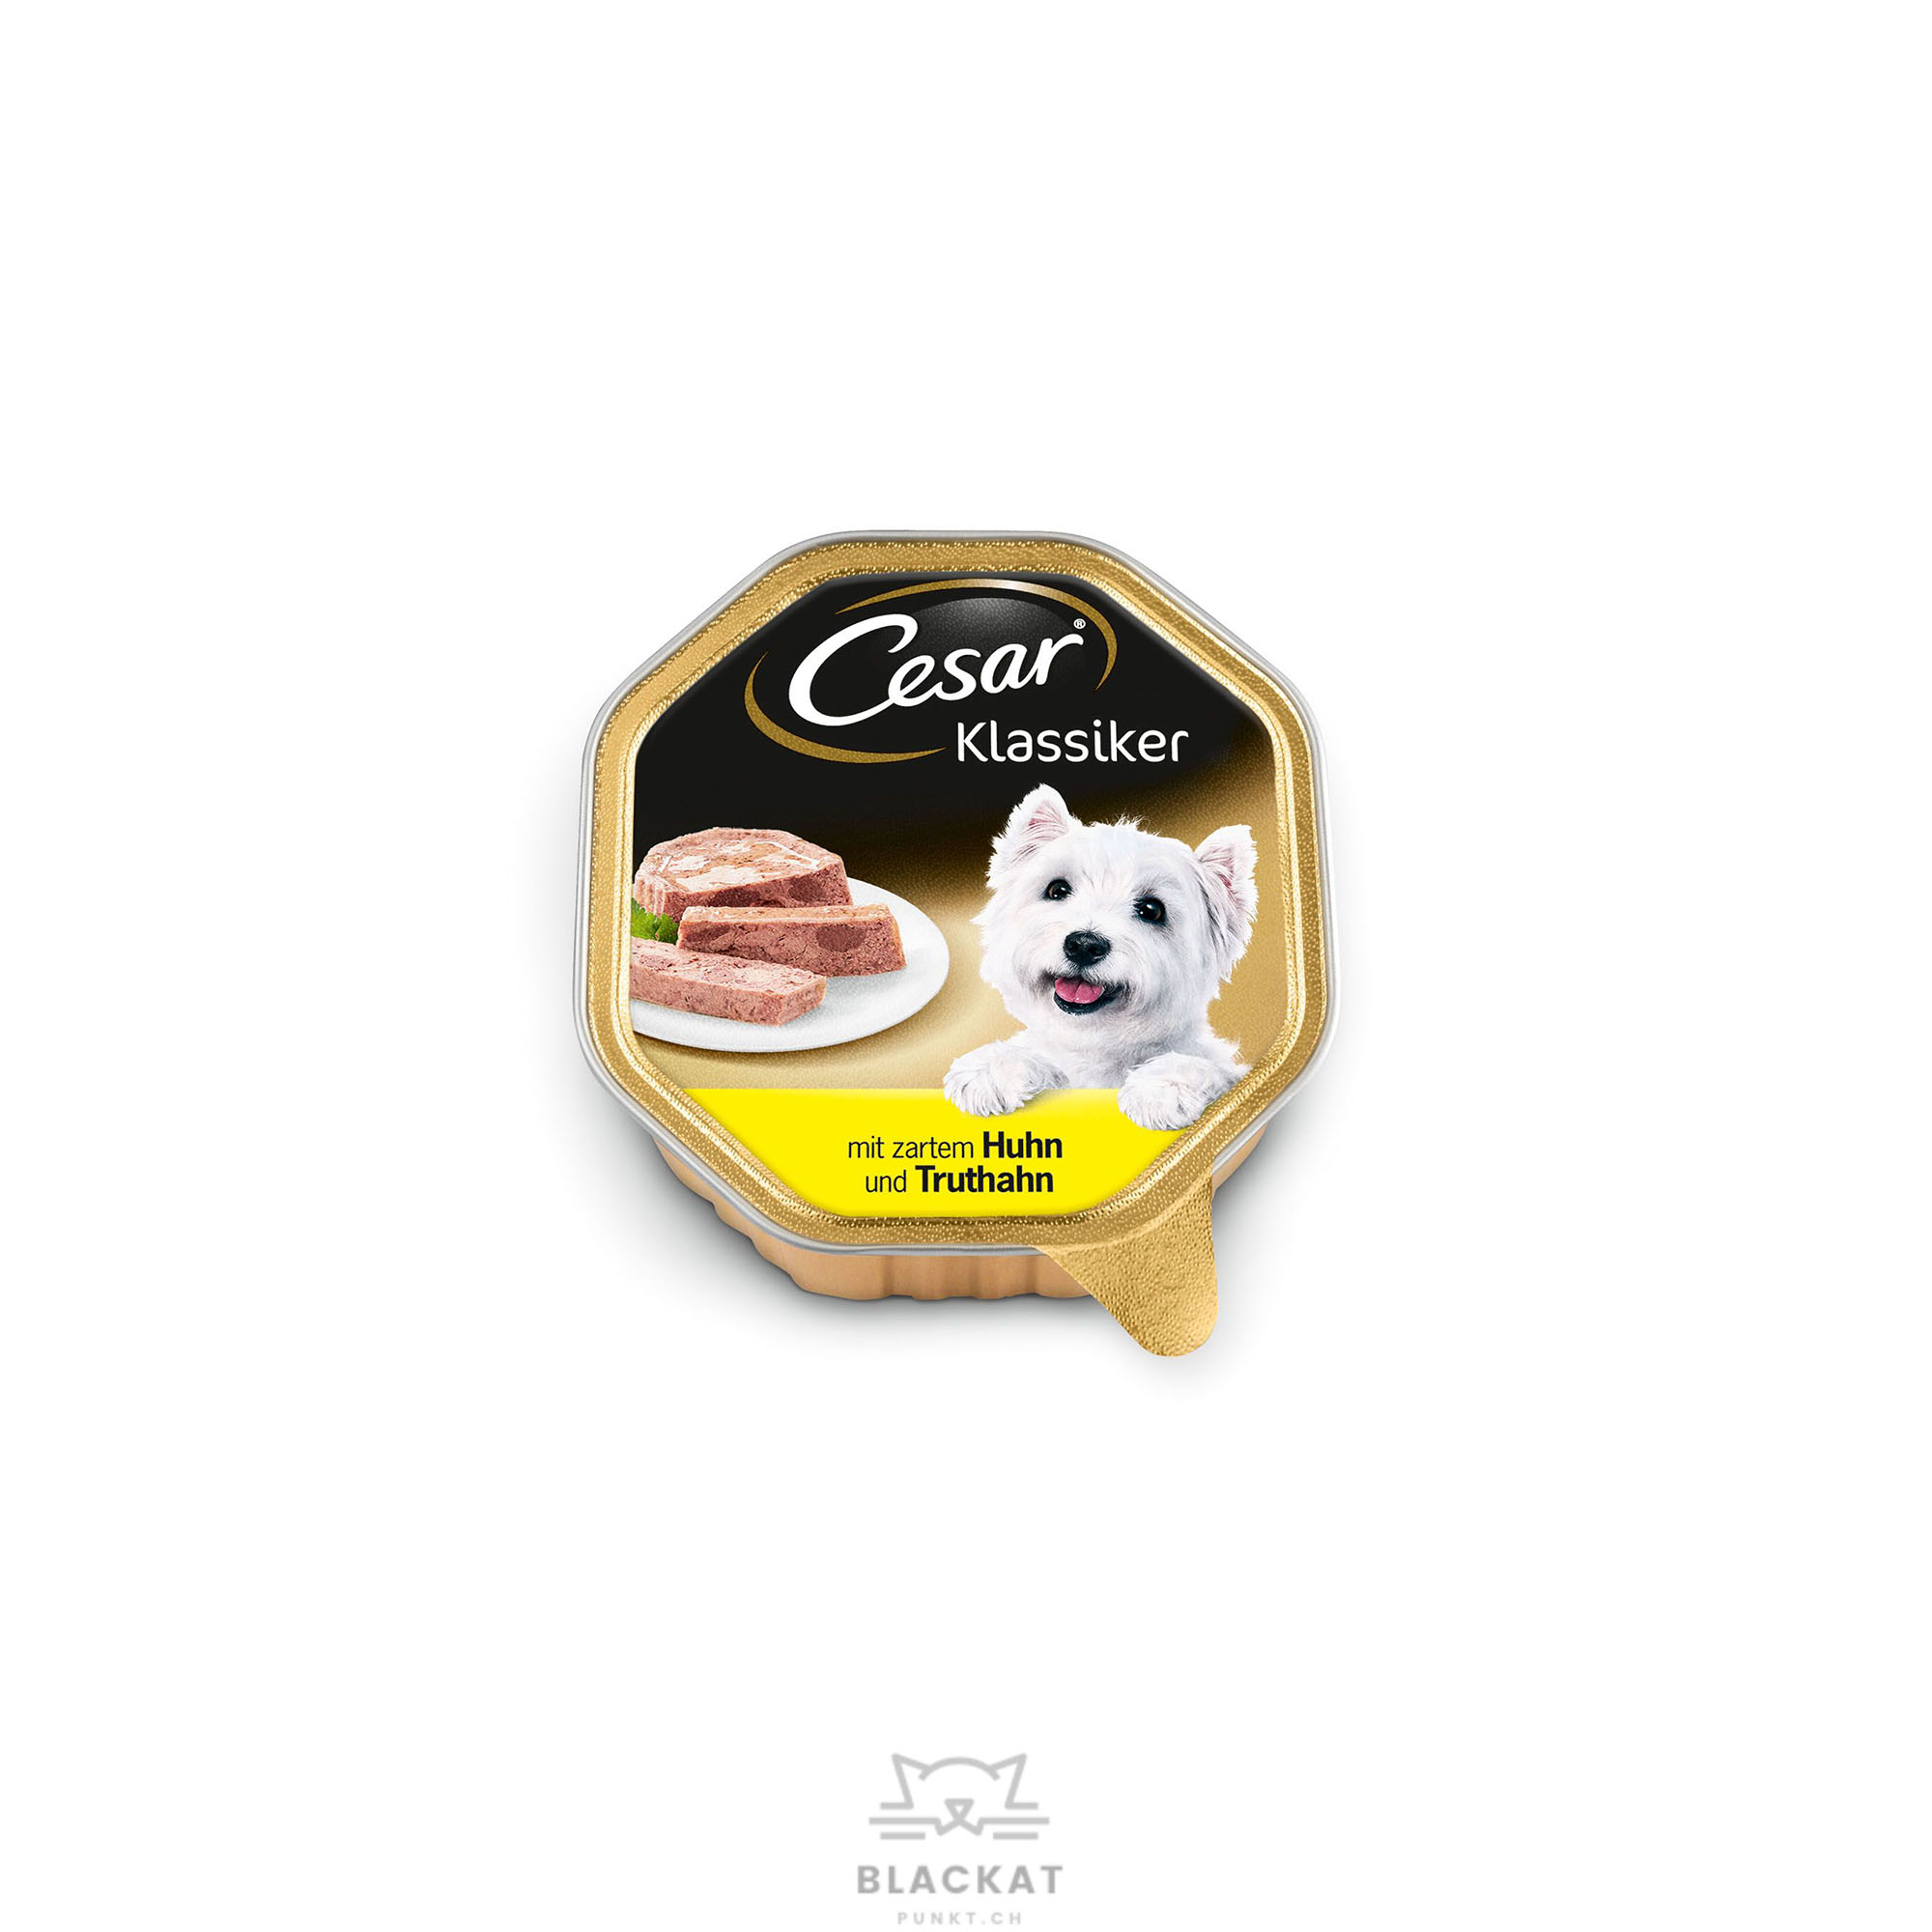 Cesar®
Klassiker
mit zartem Huhn
und Truthahn
BLACKAT
PUNKT.CH